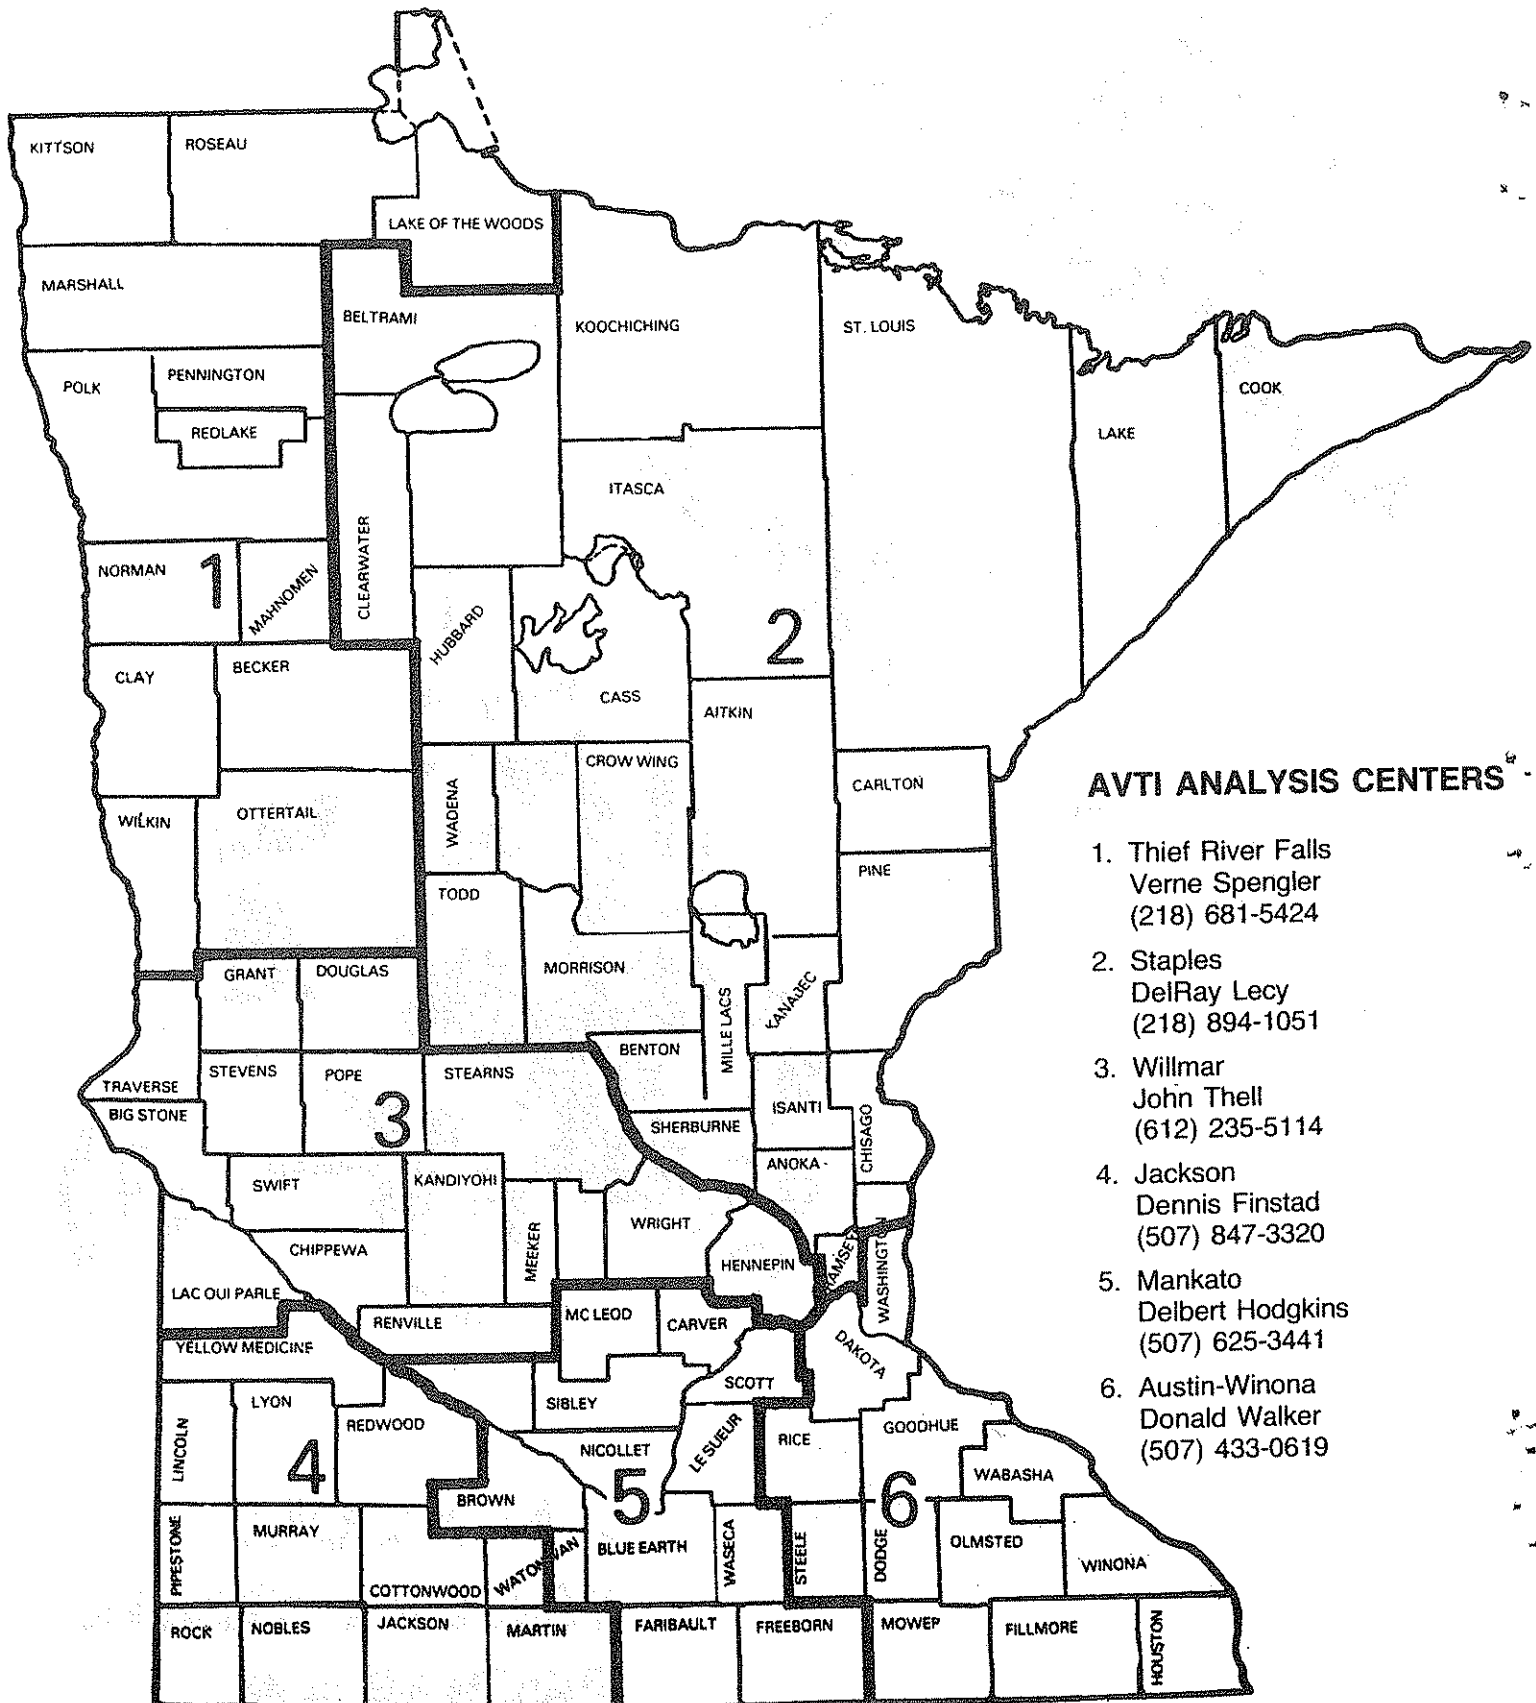 KITTSON
ROSEAU
LAKE OF THE WOODS
MARSHALL
BELTRAMI
KOOCHICHING
ST. LOUIS
POLK
PENNINGTON
REDLAKE
COOK
LAKE
ITASCA
CLEARWATER
NORMAN
1
MAHNOMEN
HUBBARD
2
CLAY
BECKER
CASS
AITKIN
CROW WING
WADENA
CARLTON
WILKIN
OTTERTAIL
PINE
TODD
MORRISON
GRANT
DOUGLAS
MILLE LACS
KANABEC
BENTON
TRAVERSE
STEVENS
POPE
STEARNS
BIG STONE
3
ISANTI
SHERBURNE
CHISAGO
ANOKA
SWIFT
KANDIYOHI
MEEKER
WRIGHT
CHIPPEWA
HENNEPIN
RAMSEY
WASHINGTON
LAC QUI PARLE
RENVILLE
MC LEOD
CARVER
YELLOW MEDICINE
DAKOTA
SCOTT
LYON
SIBLEY
REDWOOD
LINCOLN
4
NICOLLET
LE SUEUR
RICE
GOODHUE
WABASHA
5
6
BROWN
PIPESTONE
MURRAY
COTTONWOOD
WATONWAN
BLUE EARTH
WASECA
STEELE
DODGE
OLMSTED
WINONA
ROCK
NOBLES
JACKSON
MARTIN
FARIBAULT
FREEBORN
MOWER
FILLMORE
HOUSTON
AVTI ANALYSIS CENTERS
1. Thief River Falls
Verne Spengler
(218) 681-5424
2. Staples
DelRay Lecy
(218) 894-1051
3. Willmar
John Thell
(612) 235-5114
4. Jackson
Dennis Finstad
(507) 847-3320
5. Mankato
Delbert Hodgkins
(507) 625-3441
6. Austin-Winona
Donald Walker
(507) 433-0619